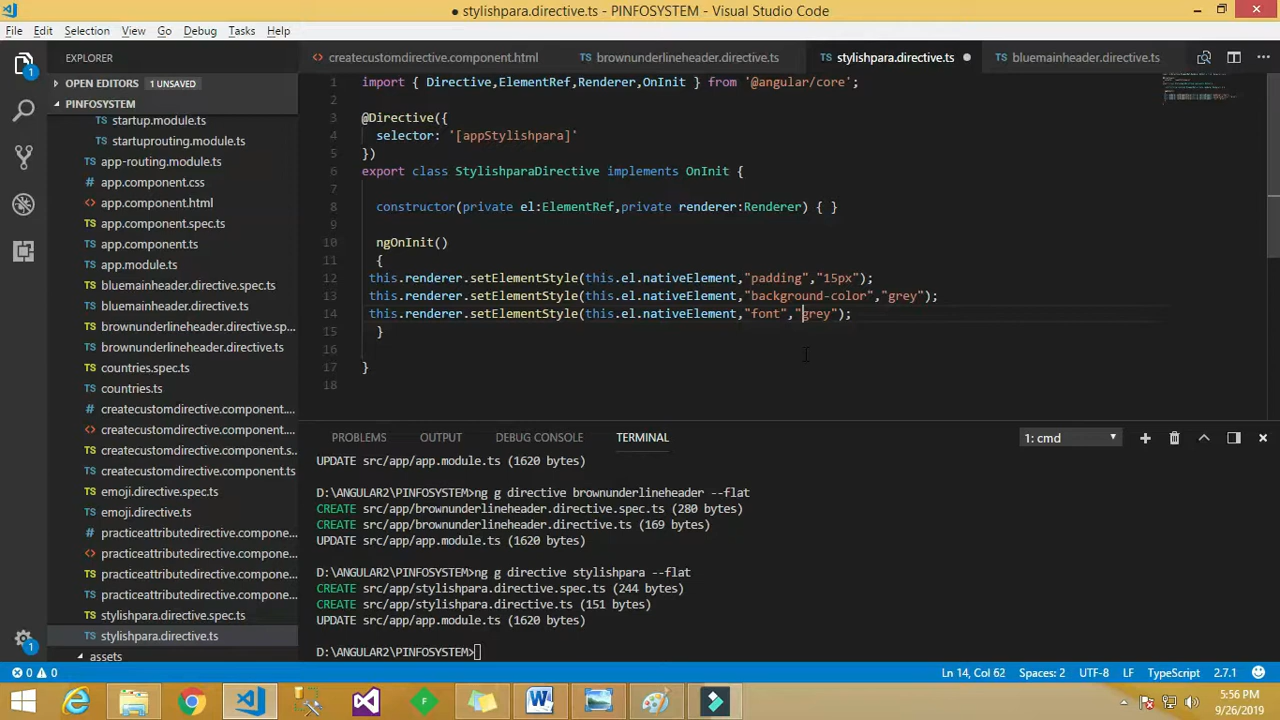 ● stylishpara.directive.ts - PINFOSYSTEM - Visual Studio Code
File Edit Selection View Go Debug Tasks Help
EXPLORER
OPEN EDITORS 1 UNSAVED
PINFOSYSTEM
startup.module.ts
startuprouting.module.ts
app-routing.module.ts
app.component.css
app.component.html
app.component.spec.ts
app.component.ts
app.module.ts
bluemainheader.directive.spec.ts
bluemainheader.directive.ts
brownunderlineheader.directive....
brownunderlineheader.directive.ts
countries.spec.ts
countries.ts
createcustomdirective.component....
createcustomdirective.component....
createcustomdirective.component.s...
createcustomdirective.component.ts
emoji.directive.spec.ts
emoji.directive.ts
practiceattributedirective.compone...
practiceattributedirective.compone...
practiceattributedirective.compone...
practiceattributedirective.compone...
stylishpara.directive.spec.ts
stylishpara.directive.ts
assets
createcustomdirective.component.html brownunderlineheader.directive.ts stylishpara.directive.ts ● bluemainheader.directive.ts
1 import { Directive,ElementRef,Renderer,OnInit } from '@angular/core';
2
3 @Directive({
4 selector: '[appStylishpara]'
5 })
6 export class StylishparaDirective implements OnInit {
7
8 constructor(private el:ElementRef,private renderer:Renderer) { }
9
10 ngOnInit()
11 {
12 this.renderer.setElementStyle(this.el.nativeElement,"padding","15px");
13 this.renderer.setElementStyle(this.el.nativeElement,"background-color","grey");
14 this.renderer.setElementStyle(this.el.nativeElement,"font","grey");
15 }
16
17 }
18
PROBLEMS OUTPUT DEBUG CONSOLE TERMINAL 1: cmd
UPDATE src/app/app.module.ts (1620 bytes)
D:\ANGULAR2\PINFOSYSTEM>ng g directive brownunderlineheader --flat
CREATE src/app/brownunderlineheader.directive.spec.ts (280 bytes)
CREATE src/app/brownunderlineheader.directive.ts (169 bytes)
UPDATE src/app/app.module.ts (1620 bytes)
D:\ANGULAR2\PINFOSYSTEM>ng g directive stylishpara --flat
CREATE src/app/stylishpara.directive.spec.ts (244 bytes)
CREATE src/app/stylishpara.directive.ts (151 bytes)
UPDATE src/app/app.module.ts (1620 bytes)
D:\ANGULAR2\PINFOSYSTEM>
0 0 Ln 14, Col 62 Spaces: 2 UTF-8 LF TypeScript 2.7.1
5:56 PM
9/26/2019